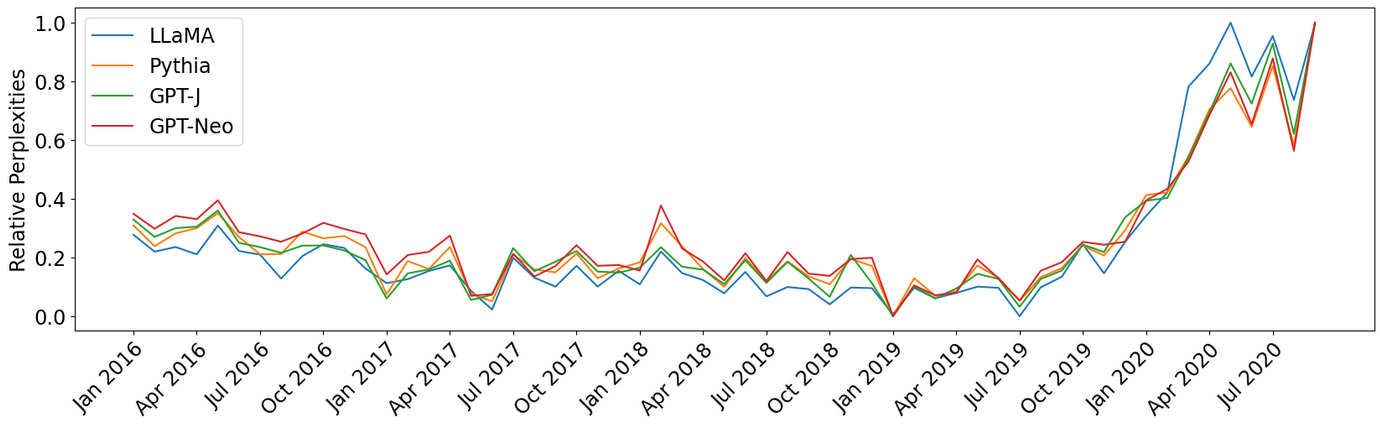 Relative Perplexities
1.0
0.8
0.6
0.4
0.2
0.0
LLaMA
Pythia
GPT-J
GPT-Neo
Jan 2016
Apr 2016
Jul 2016
Oct 2016
Jan 2017
Apr 2017
Jul 2017
Oct 2017
Jan 2018
Apr 2018
Jul 2018
Oct 2018
Jan 2019
Apr 2019
Jul 2019
Oct 2019
Jan 2020
Apr 2020
Jul 2020